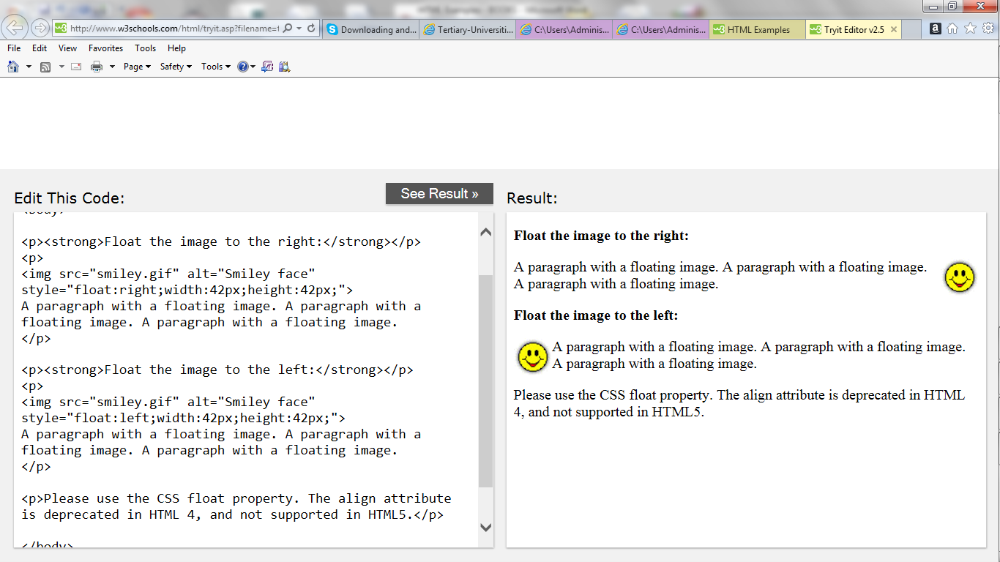 http://www.w3schools.com/html/tryit.asp?filename=t
Downloading and...
Tertiary-Universiti...
C:\Users\Adminis...
C:\Users\Adminis...
HTML Examples
Tryit Editor v2.5
File Edit View Favorites Tools Help
Page Safety Tools
Edit This Code:
See Result »
<body>
<p><strong>Float the image to the right:</strong></p>
<p>
<img src="smiley.gif" alt="Smiley face"
style="float:right;width:42px;height:42px;">
A paragraph with a floating image. A paragraph with a
floating image. A paragraph with a floating image.
</p>
<p><strong>Float the image to the left:</strong></p>
<p>
<img src="smiley.gif" alt="Smiley face"
style="float:left;width:42px;height:42px;">
A paragraph with a floating image. A paragraph with a
floating image. A paragraph with a floating image.
</p>
<p>Please use the CSS float property. The align attribute
is deprecated in HTML 4, and not supported in HTML5.</p>
</body>
Result:
Float the image to the right:
A paragraph with a floating image. A paragraph with a floating image.
A paragraph with a floating image.
Float the image to the left:
A paragraph with a floating image. A paragraph with a floating image.
A paragraph with a floating image.
Please use the CSS float property. The align attribute is deprecated in HTML
4, and not supported in HTML5.